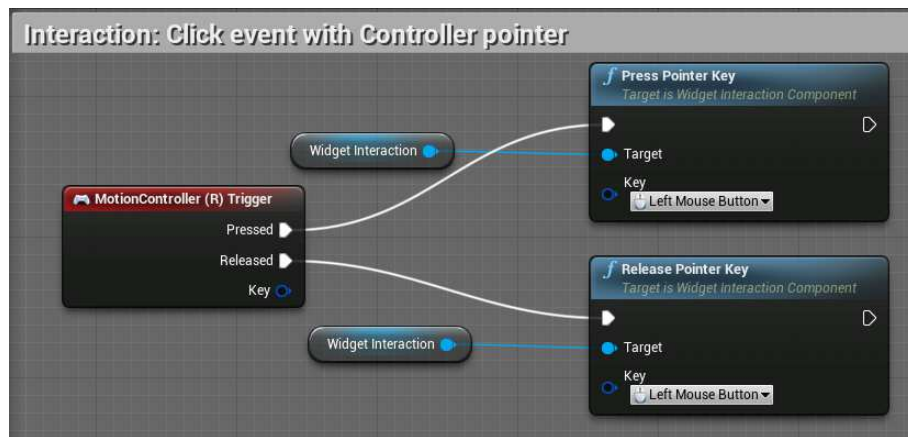 Interaction: Click event with Controller pointer
Press Pointer Key
Target is Widget Interaction Component
Widget Interaction
Target
Key
Left Mouse Button
MotionController (R) Trigger
Pressed
Released
Key
Release Pointer Key
Target is Widget Interaction Component
Widget Interaction
Target
Key
Left Mouse Button